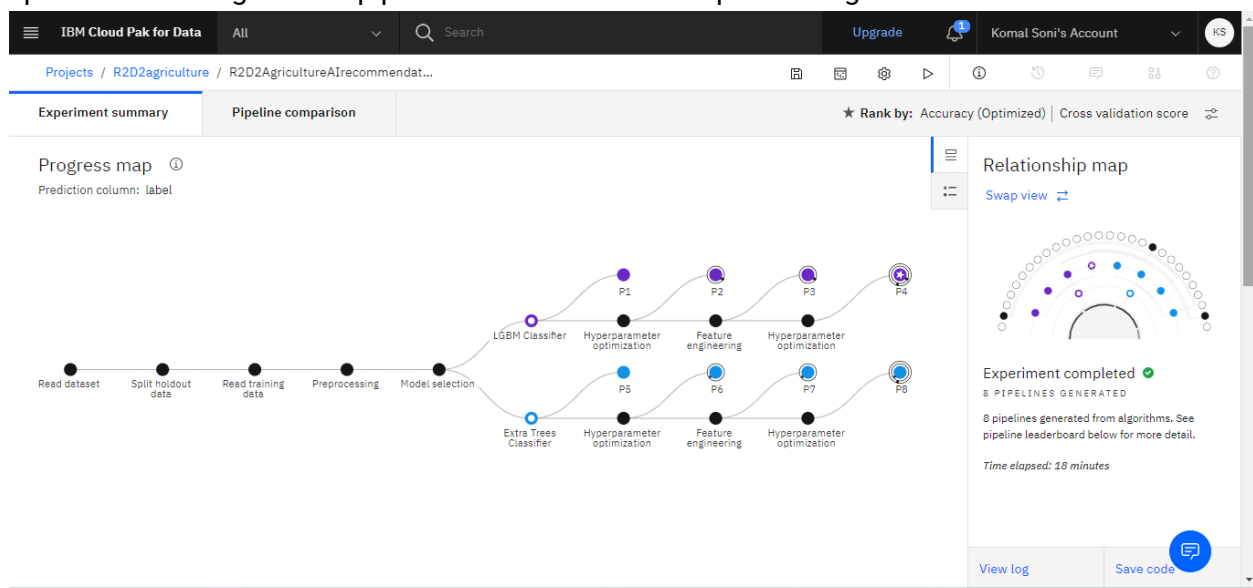 IBM Cloud Pak for Data
All
Search
Upgrade
1
Komal Soni's Account
KS
Projects / R2D2agriculture / R2D2AgricultureAIrecommendat...
Experiment summary
Pipeline comparison
★ Rank by: Accuracy (Optimized) | Cross validation score
Progress map
Prediction column: label
P1
P2
P3
P4
LGBM Classifier
Hyperparameter
optimization
Feature
engineering
Hyperparameter
optimization
Read dataset
Split holdout
data
Read training
data
Preprocessing
Model selection
P5
P6
P7
P8
Extra Trees
Classifier
Hyperparameter
optimization
Feature
engineering
Hyperparameter
optimization
Relationship map
Swap view
Experiment completed
8 PIPELINES GENERATED
8 pipelines generated from algorithms. See
pipeline leaderboard below for more detail.
Time elapsed: 18 minutes
View log
Save code